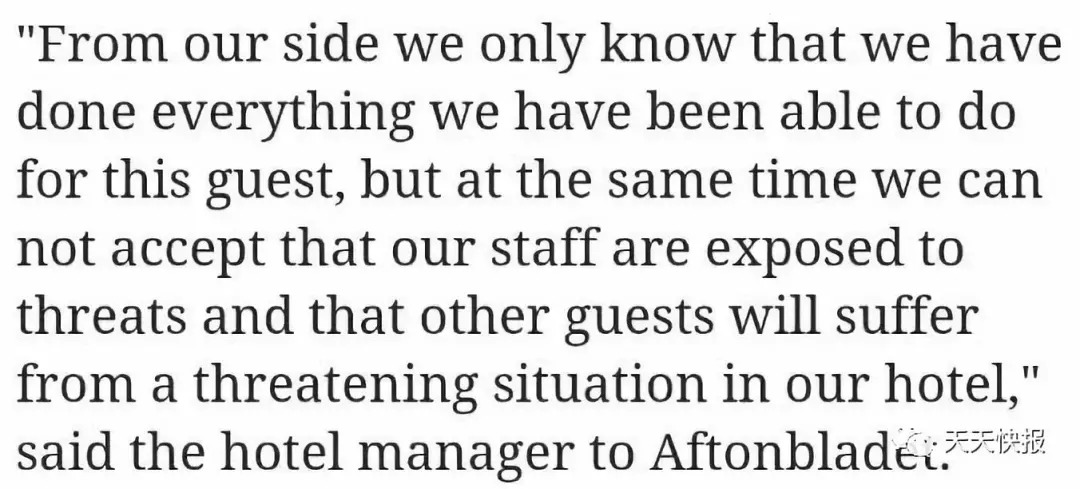 "From our side we only know that we have
done everything we have been able to do
for this guest, but at the same time we can
not accept that our staff are exposed to
threats and that other guests will suffer
from a threatening situation in our hotel,"
said the hotel manager to Aftonbladet.
天天快报